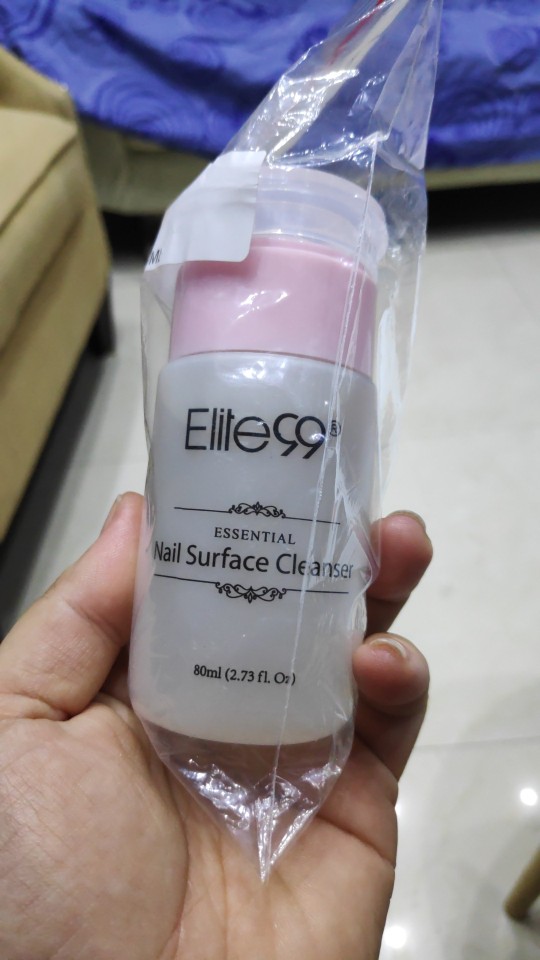 Elite99®
ESSENTIAL
Nail Surface Cleanser
80ml (2.73 fl. Oz)